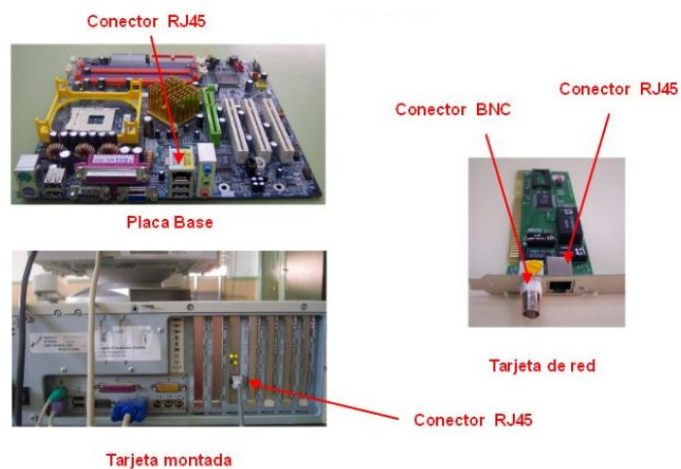 Conector RJ45
Conector RJ45
Conector BNC
Placa Base
Tarjeta de red
Conector RJ45
Tarjeta montada